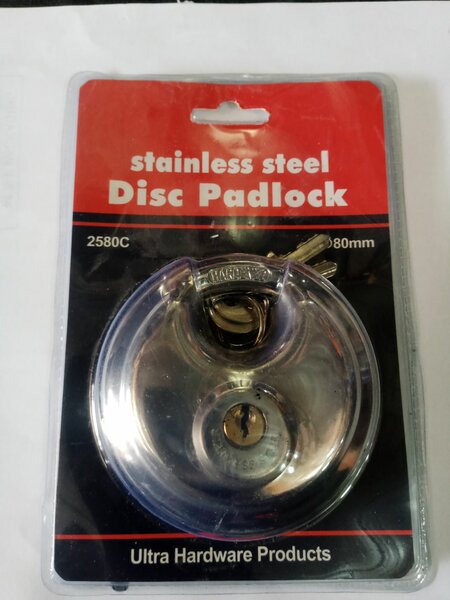 stainless steel
Disc Padlock
2580C
80mm
HARDENED
Ultra Hardware Products